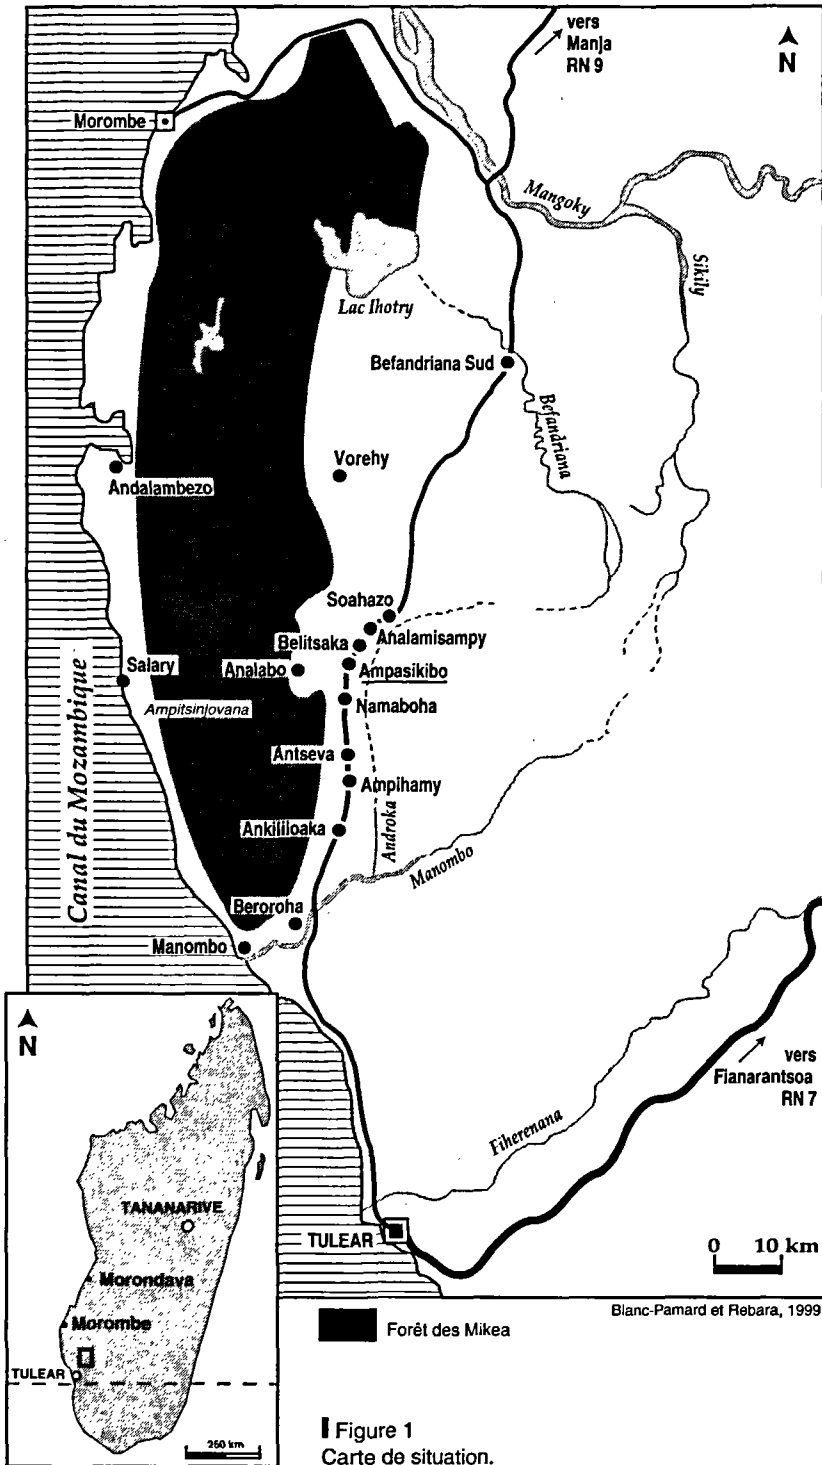 vers
Manja
RN 9
N
Morombe
Mangoky
Sikily
Lac Ihotry
Befandriana Sud
Befandriana
Vorehy
Andalambezo
Soahazo
Analamisampy
Belitsaka
Salary
Analabo
Ampasikibo
Ampitsinjovana
Namaboha
Canal du Mozambique
Antseva
Ampihamy
Ankililoaka
Androka
Manombo
Beroroha
Manombo
N
vers
Fianarantsoa
RN 7
Fiherenana
TANANARIVE
TULEAR
0 10 km
Morondava
Morombe
Blanc-Pamard et Rebara, 1999
Forêt des Mikea
TULEAR
250 km
Figure 1
Carte de situation.